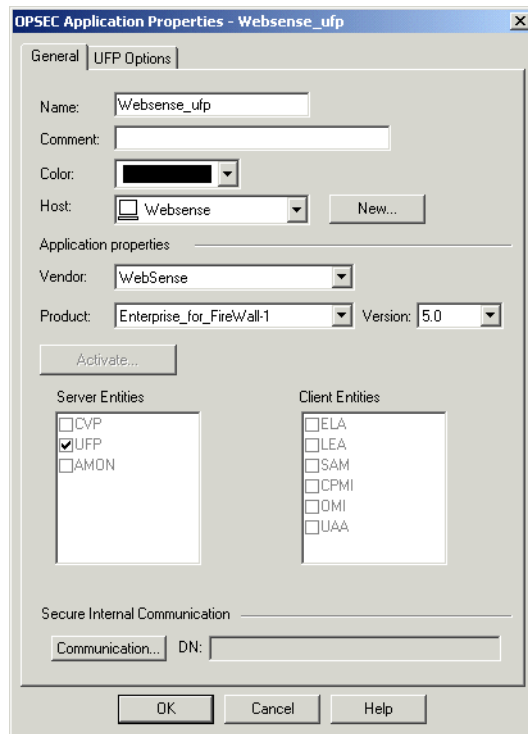 OPSEC Application Properties - Websense_ufp
General
UFP Options
Name: Websense_ufp
Comment:
Color:
Host: Websense New...
Application properties
Vendor: WebSense
Product: Enterprise_for_FireWall-1 Version: 5.0
Activate...
Server Entities
CVP
UFP
AMON
Client Entities
ELA
LEA
SAM
CPMI
OMI
UAA
Secure Internal Communication
Communication... DN:
OK Cancel Help